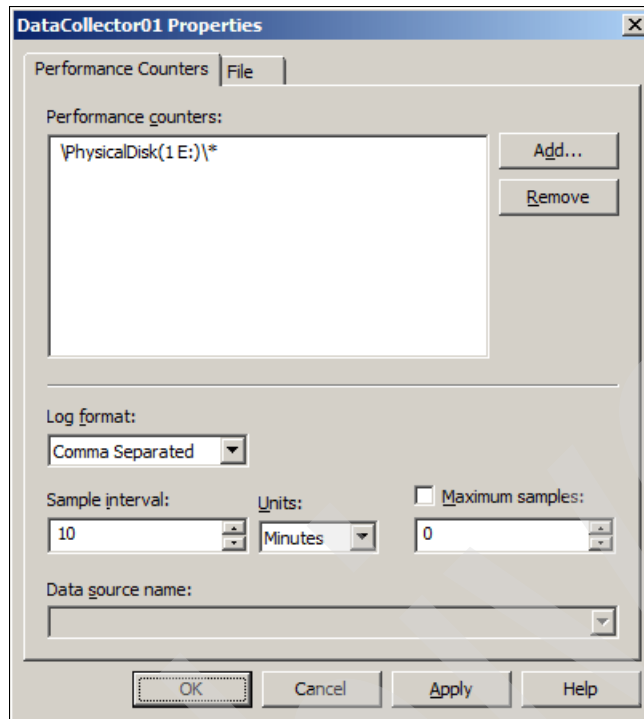 DataCollector01 Properties
Performance Counters File
Performance counters:
\PhysicalDisk(1 E:)\*
Add...
Remove
Log format:
Comma Separated
Sample interval: Units: Maximum samples:
10 Minutes 0
Data source name:
OK Cancel Apply Help